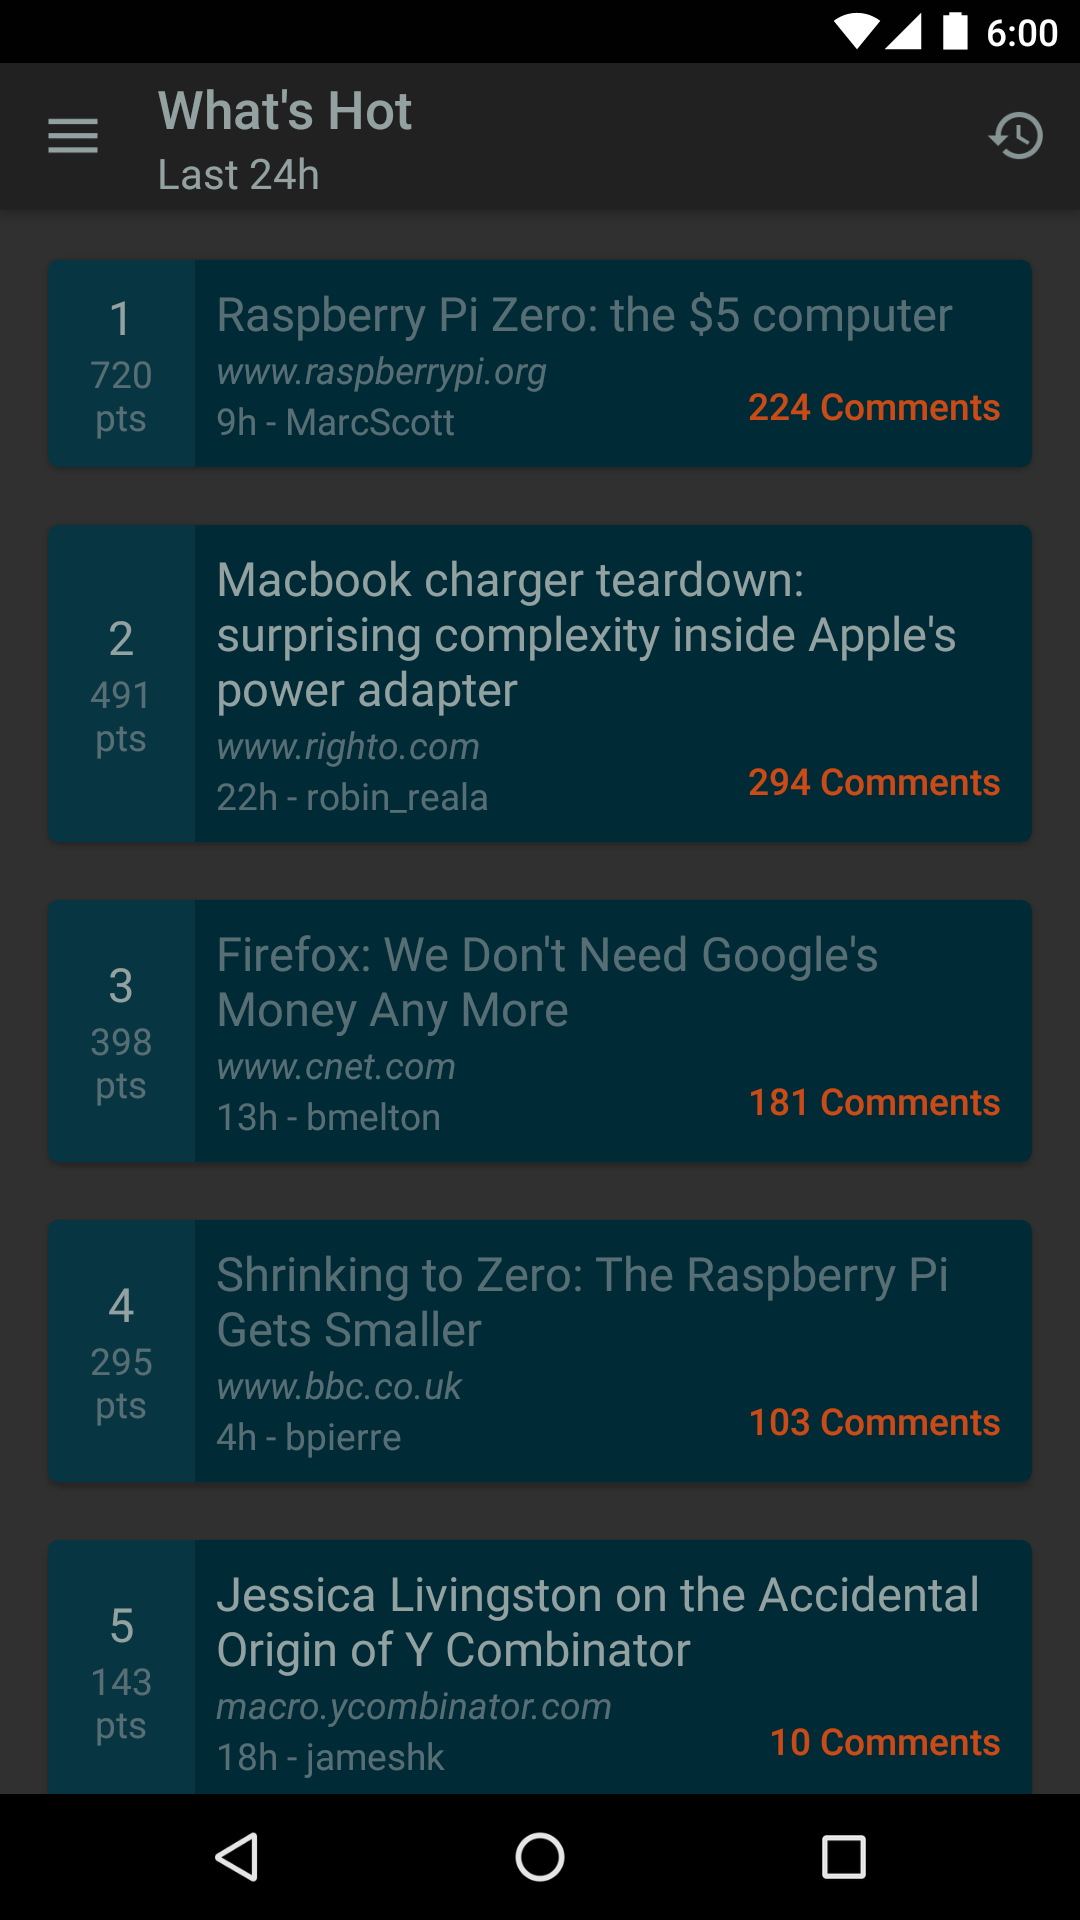 6:00
What's Hot
Last 24h
1
720
pts
Raspberry Pi Zero: the $5 computer
www.raspberrypi.org
9h - MarcScott
224 Comments
2
491
pts
Macbook charger teardown:
surprising complexity inside Apple's
power adapter
www.righto.com
22h - robin_reala
294 Comments
3
398
pts
Firefox: We Don't Need Google's
Money Any More
www.cnet.com
13h - bmelton
181 Comments
4
295
pts
Shrinking to Zero: The Raspberry Pi
Gets Smaller
www.bbc.co.uk
4h - bpierre
103 Comments
5
143
pts
Jessica Livingston on the Accidental
Origin of Y Combinator
macro.ycombinator.com
18h - jameshk
10 Comments